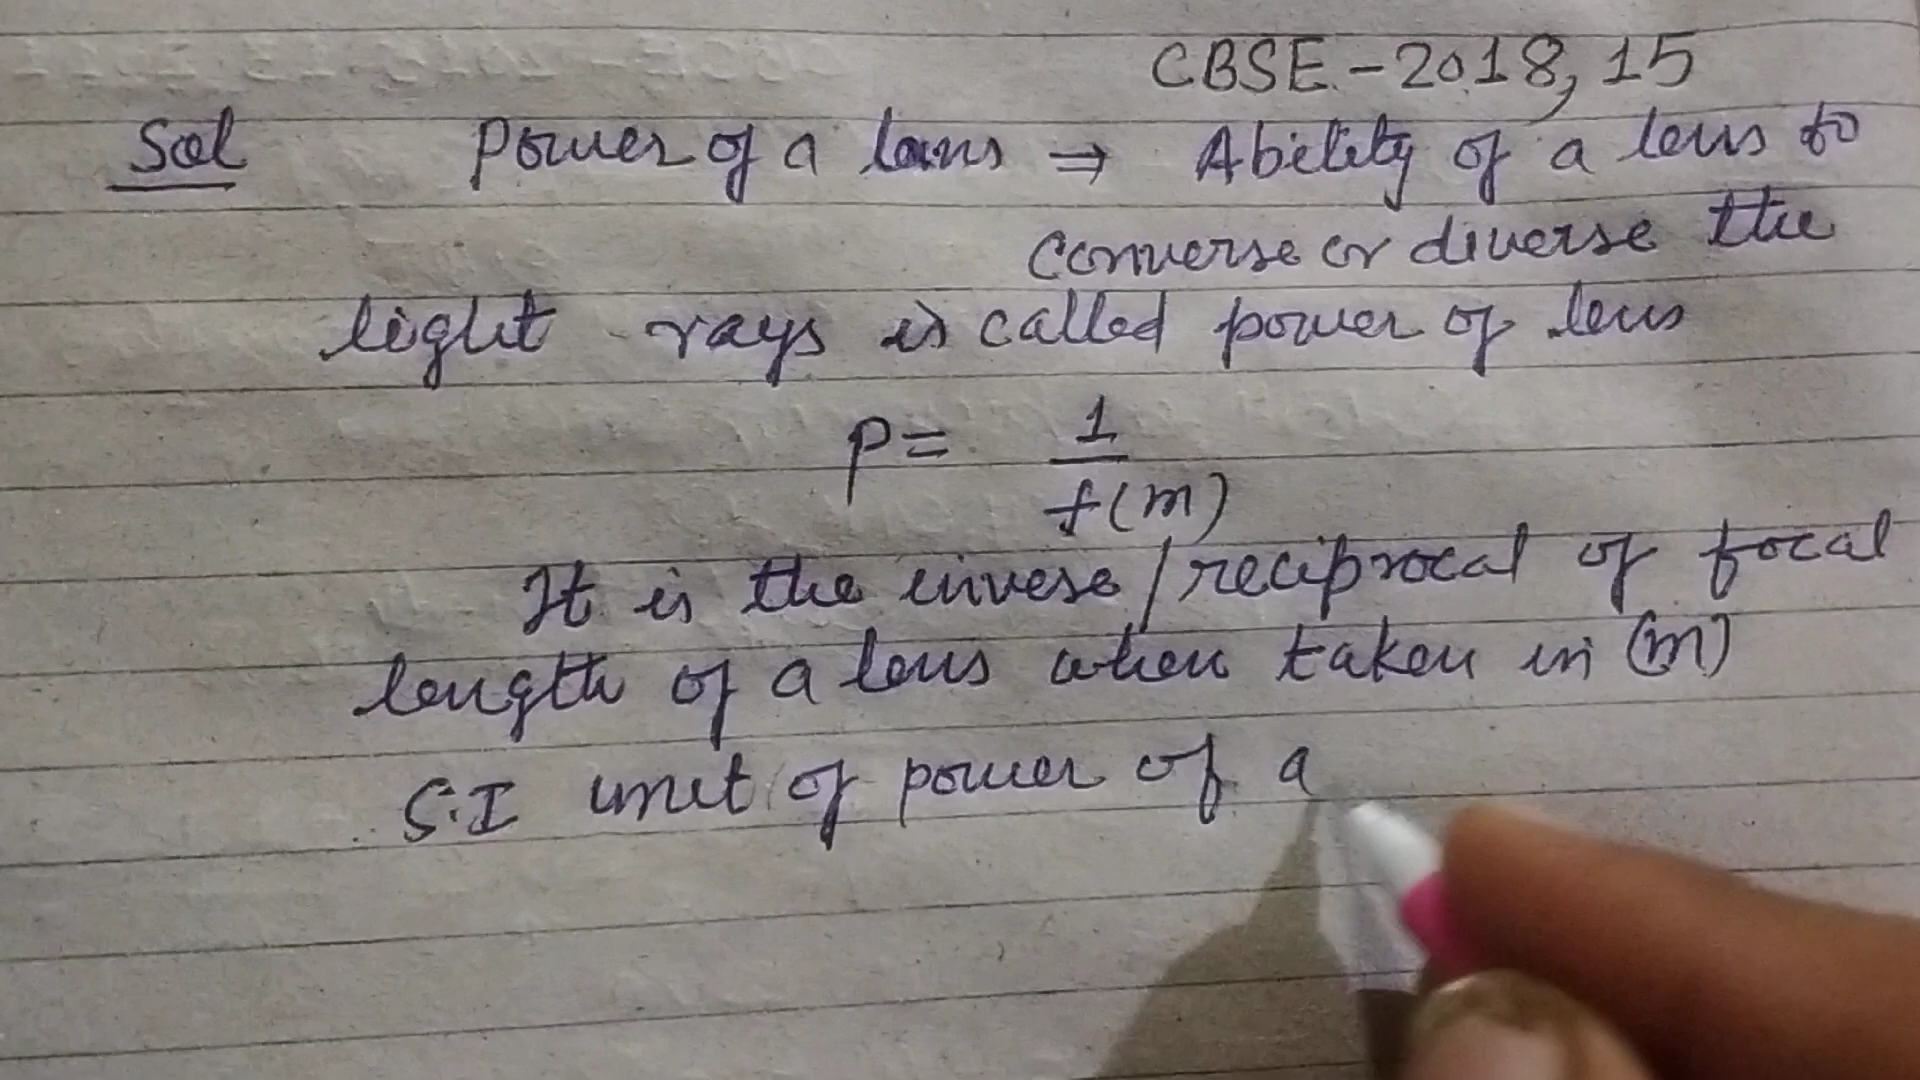 CBSE - 2018, 15
Sol Power of a lens ⇒ Ability of a lens to
converse or diverse the
light rays is called power of lens
P = 1
f(m)
It is the invese / reciprocal of focal
length of a lens when taken in (m)
S.I unit of power of a